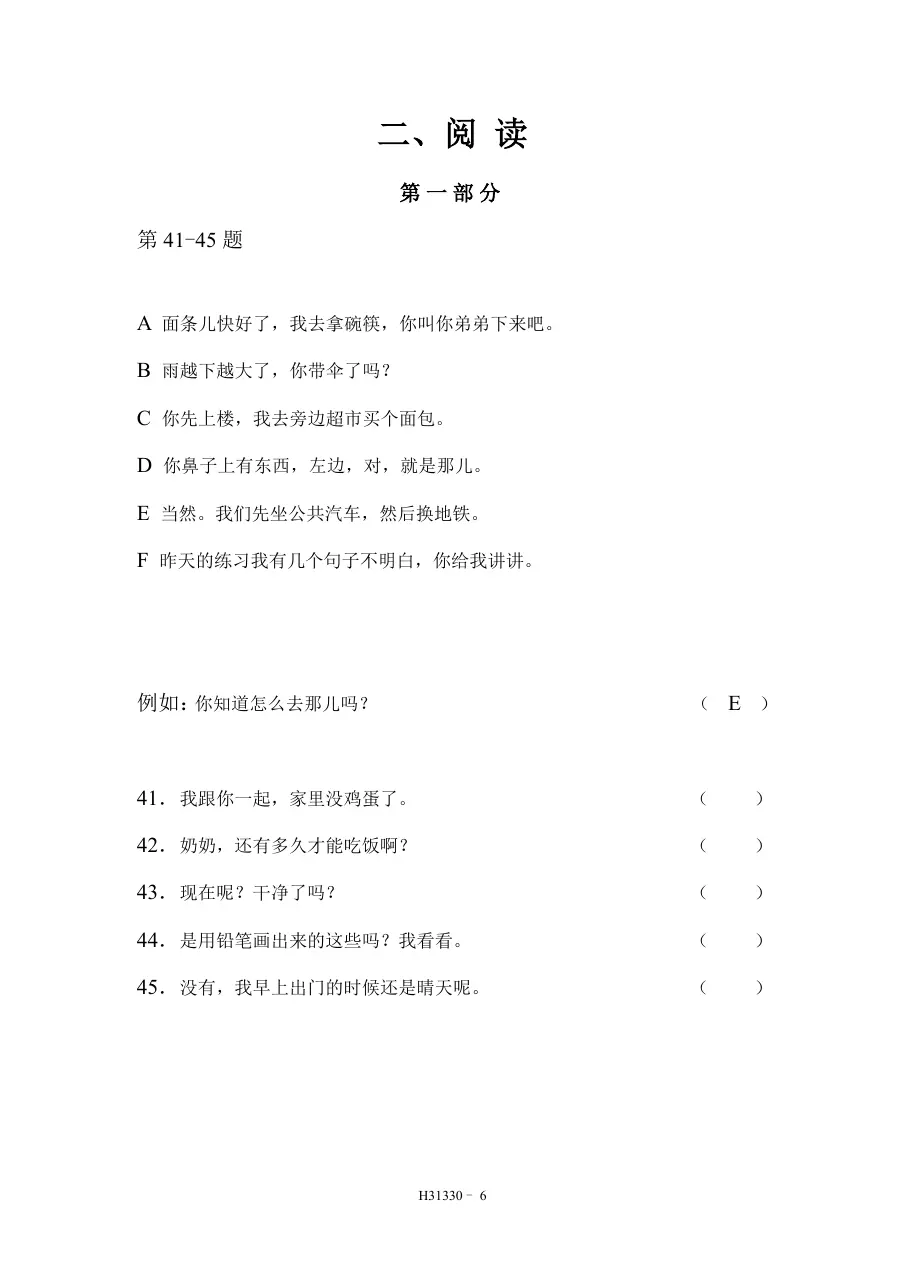 二、阅 读
第 一 部 分
第 41-45 题
A 面条儿快好了，我去拿碗筷，你叫你弟弟下来吧。
B 雨越下越大了，你带伞了吗？
C 你先上楼，我去旁边超市买个面包。
D 你鼻子上有东西，左边，对，就是那儿。
E 当然。我们先坐公共汽车，然后换地铁。
F 昨天的练习我有几个句子不明白，你给我讲讲。
例如：你知道怎么去那儿吗？ （ E ）
41．我跟你一起，家里没鸡蛋了。 （ ）
42．奶奶，还有多久才能吃饭啊？ （ ）
43．现在呢？干净了吗？ （ ）
44．是用铅笔画出来的这些吗？我看看。 （ ）
45．没有，我早上出门的时候还是晴天呢。 （ ）
H31330 - 6